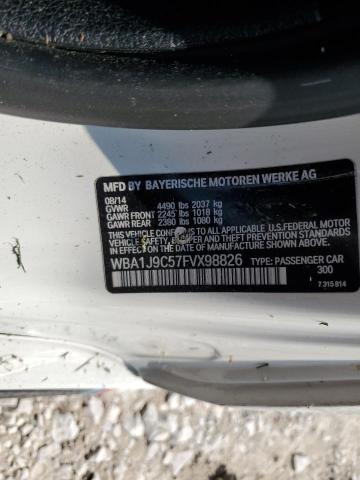 MFD BY BAYERISCHE MOTOREN WERKE AG
08/14
GVWR 4490 lbs 2037 kg
GAWR FRONT 2245 lbs 1018 kg
GAWR REAR 2380 lbs 1080 kg
THIS VEHICLE CONFORMS TO ALL APPLICABLE U.S. FEDERAL MOTOR
VEHICLE SAFETY, BUMPER AND THEFT PREVENTION STANDARDS
IN EFFECT ON THE DATE OF MANUFACTURE SHOWN ABOVE.
WBA1J9C57FVX98826 TYPE: PASSENGER CAR
300
7 315 814